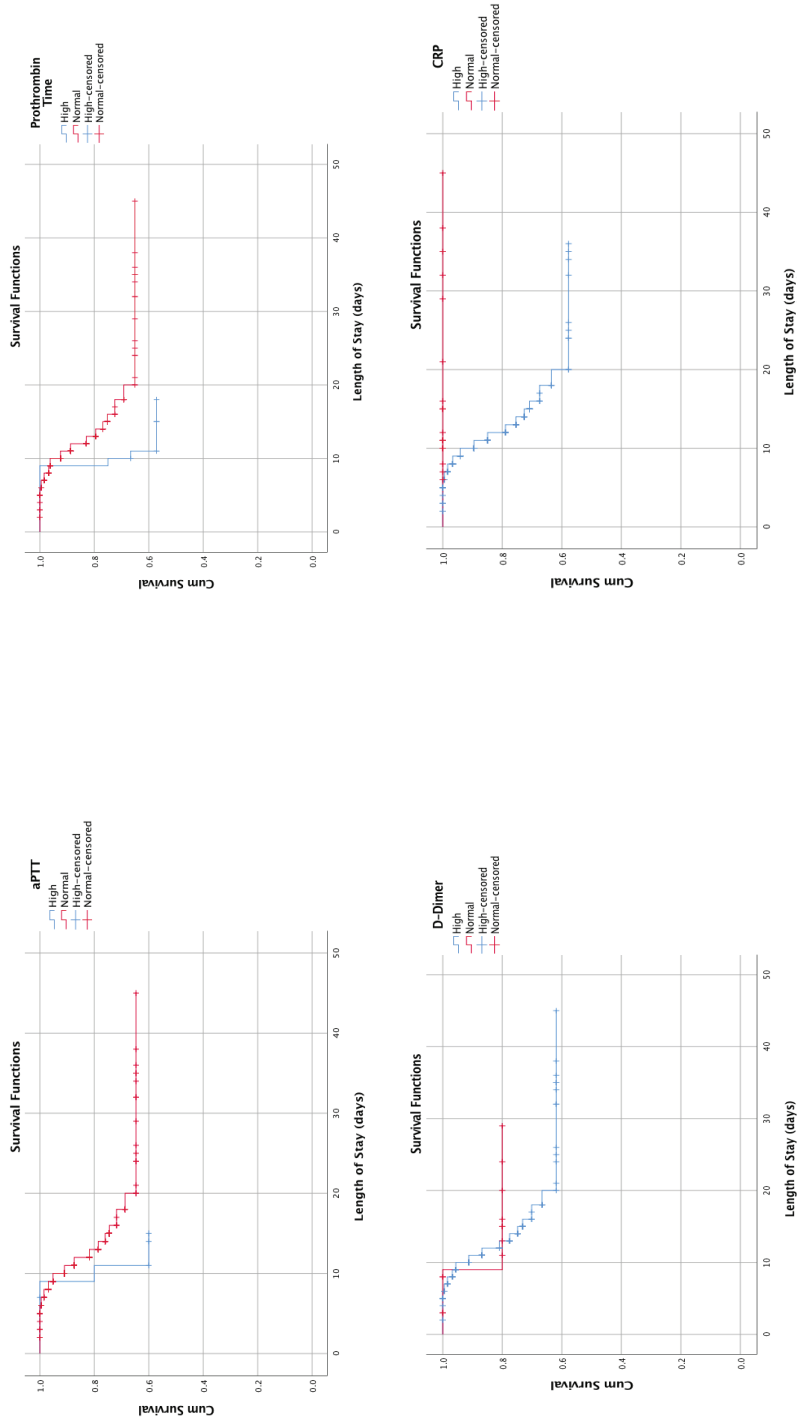 Survival Functions
aPTT
High
Normal
High-censored
Normal-censored
Cum Survival
1.0
0.8
0.6
0.4
0.2
0.0
0 10 20 30 40 50
Length of Stay (days)
Survival Functions
Prothrombin
Time
High
Normal
High-censored
Normal-censored
Cum Survival
1.0
0.8
0.6
0.4
0.2
0.0
0 10 20 30 40 50
Length of Stay (days)
Survival Functions
D-Dimer
High
Normal
High-censored
Normal-censored
Cum Survival
1.0
0.8
0.6
0.4
0.2
0.0
0 10 20 30 40 50
Length of Stay (days)
Survival Functions
CRP
High
Normal
High-censored
Normal-censored
Cum Survival
1.0
0.8
0.6
0.4
0.2
0.0
0 10 20 30 40 50
Length of Stay (days)